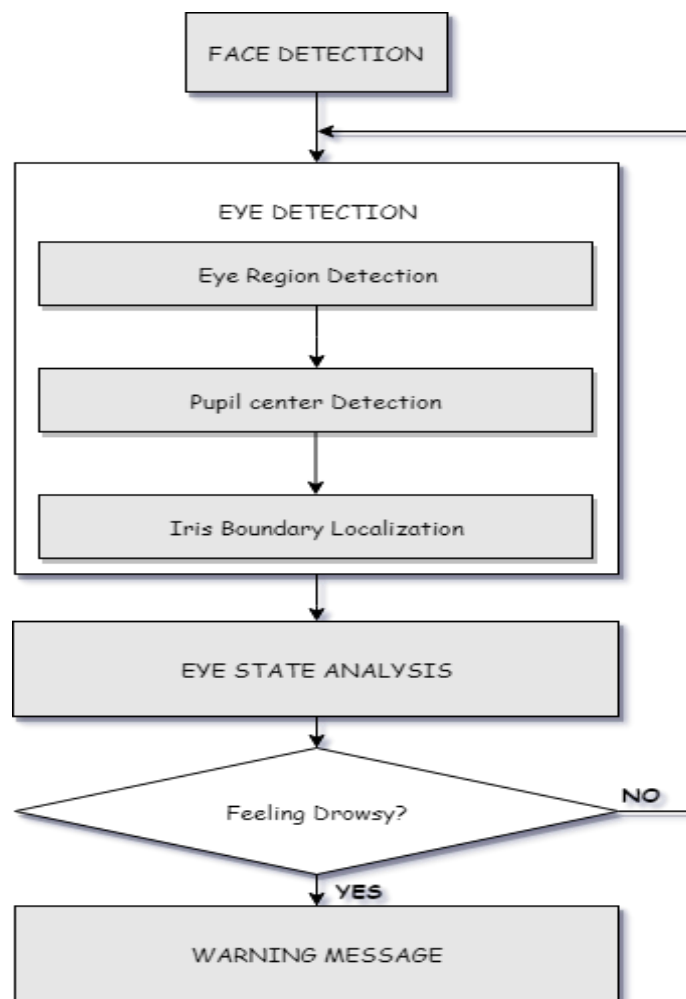 FACE DETECTION
EYE DETECTION
Eye Region Detection
Pupil center Detection
Iris Boundary Localization
EYE STATE ANALYSIS
Feeling Drowsy?
NO
YES
WARNING MESSAGE